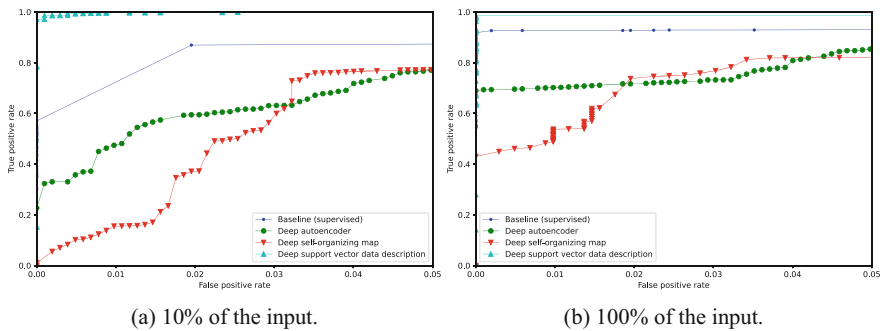 1.0
0.8
0.6
0.4
0.2
0.0
True positive rate
0.00
0.01
0.02
0.03
0.04
0.05
False positive rate
Baseline (supervised)
Deep autoencoder
Deep self-organizing map
Deep support vector data description
(a) 10% of the input.
1.0
0.8
0.6
0.4
0.2
0.0
True positive rate
0.00
0.01
0.02
0.03
0.04
0.05
False positive rate
Baseline (supervised)
Deep autoencoder
Deep self-organizing map
Deep support vector data description
(b) 100% of the input.